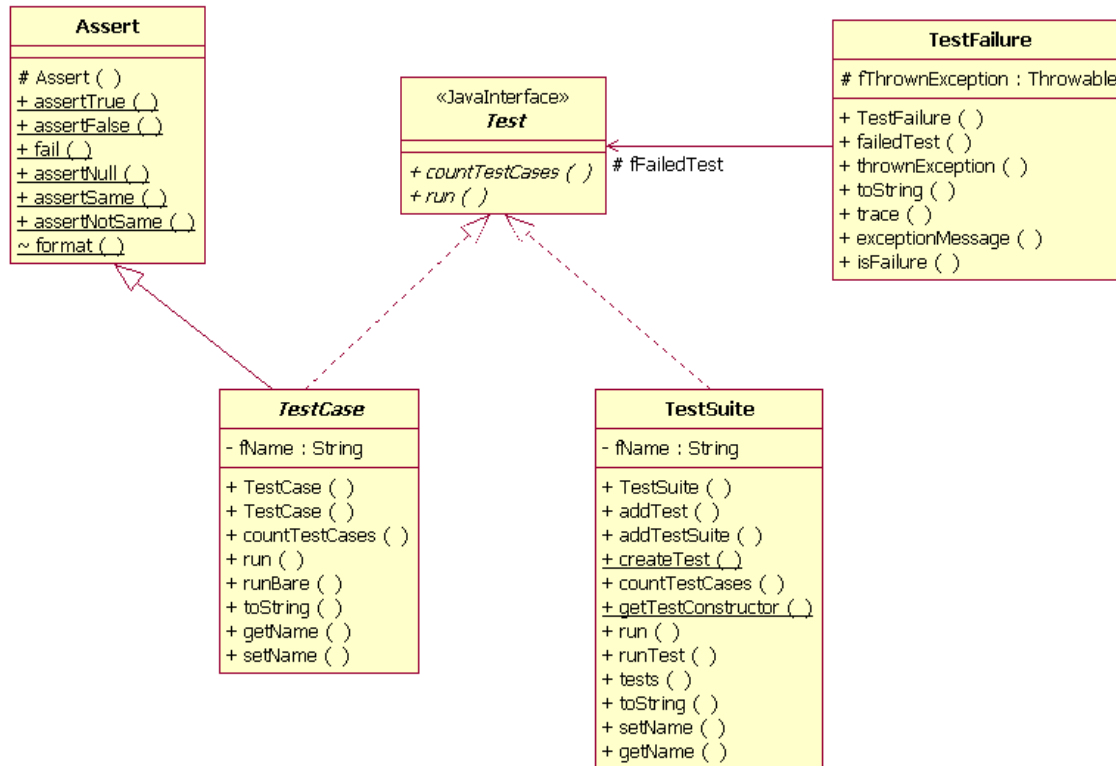 Assert
# Assert ( )
+ assertTrue ( )
+ assertFalse ( )
+ fail ( )
+ assertNull ( )
+ assertSame ( )
+ assertNotSame ( )
~ format ( )
«JavaInterface»
Test
+ countTestCases ( )
+ run ( )
# fFailedTest
TestFailure
# fThrownException : Throwable
+ TestFailure ( )
+ failedTest ( )
+ thrownException ( )
+ toString ( )
+ trace ( )
+ exceptionMessage ( )
+ isFailure ( )
TestCase
- fName : String
+ TestCase ( )
+ TestCase ( )
+ countTestCases ( )
+ run ( )
+ runBare ( )
+ toString ( )
+ getName ( )
+ setName ( )
TestSuite
- fName : String
+ TestSuite ( )
+ addTest ( )
+ addTestSuite ( )
+ createTest ( )
+ countTestCases ( )
+ getTestConstructor ( )
+ run ( )
+ runTest ( )
+ tests ( )
+ toString ( )
+ setName ( )
+ getName ( )